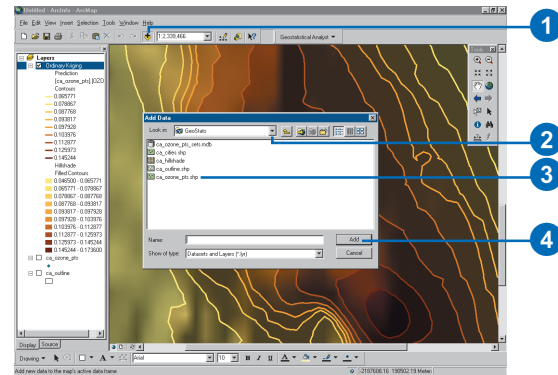 Untitled - ArcInfo - ArcMap
File Edit View Insert Selection Tools Window Help
1:2,339,466
Geostatistical Analyst
1
Layers
Ordinary Kriging
Prediction
[ca_ozone_pts].[OZO
Contours
0.065771
0.078867
0.087768
0.093817
0.097928
0.103976
0.112877
0.125973
0.145244
Hillshade
Filled Contours
0.046500 - 0.065771
0.065771 - 0.078867
0.078867 - 0.087768
0.087768 - 0.093817
0.093817 - 0.097928
0.097928 - 0.103976
0.103976 - 0.112877
0.112877 - 0.125973
0.125973 - 0.145244
0.145244 - 0.173600
ca_ozone_pts
ca_outline
Display Source
Tools
Add Data
Look in: GeoStats
2
ca_ozone_pts_sets.mdb
ca_cities.shp
ca_hillshade
ca_outline.shp
ca_ozone_pts.shp
3
Name:
Add
4
Show of type: Datasets and Layers (*.lyr)
Cancel
Drawing
Arial
10
B I U
A
Add new data to the map's active data frame
-2187608.16 190502.19 Meters